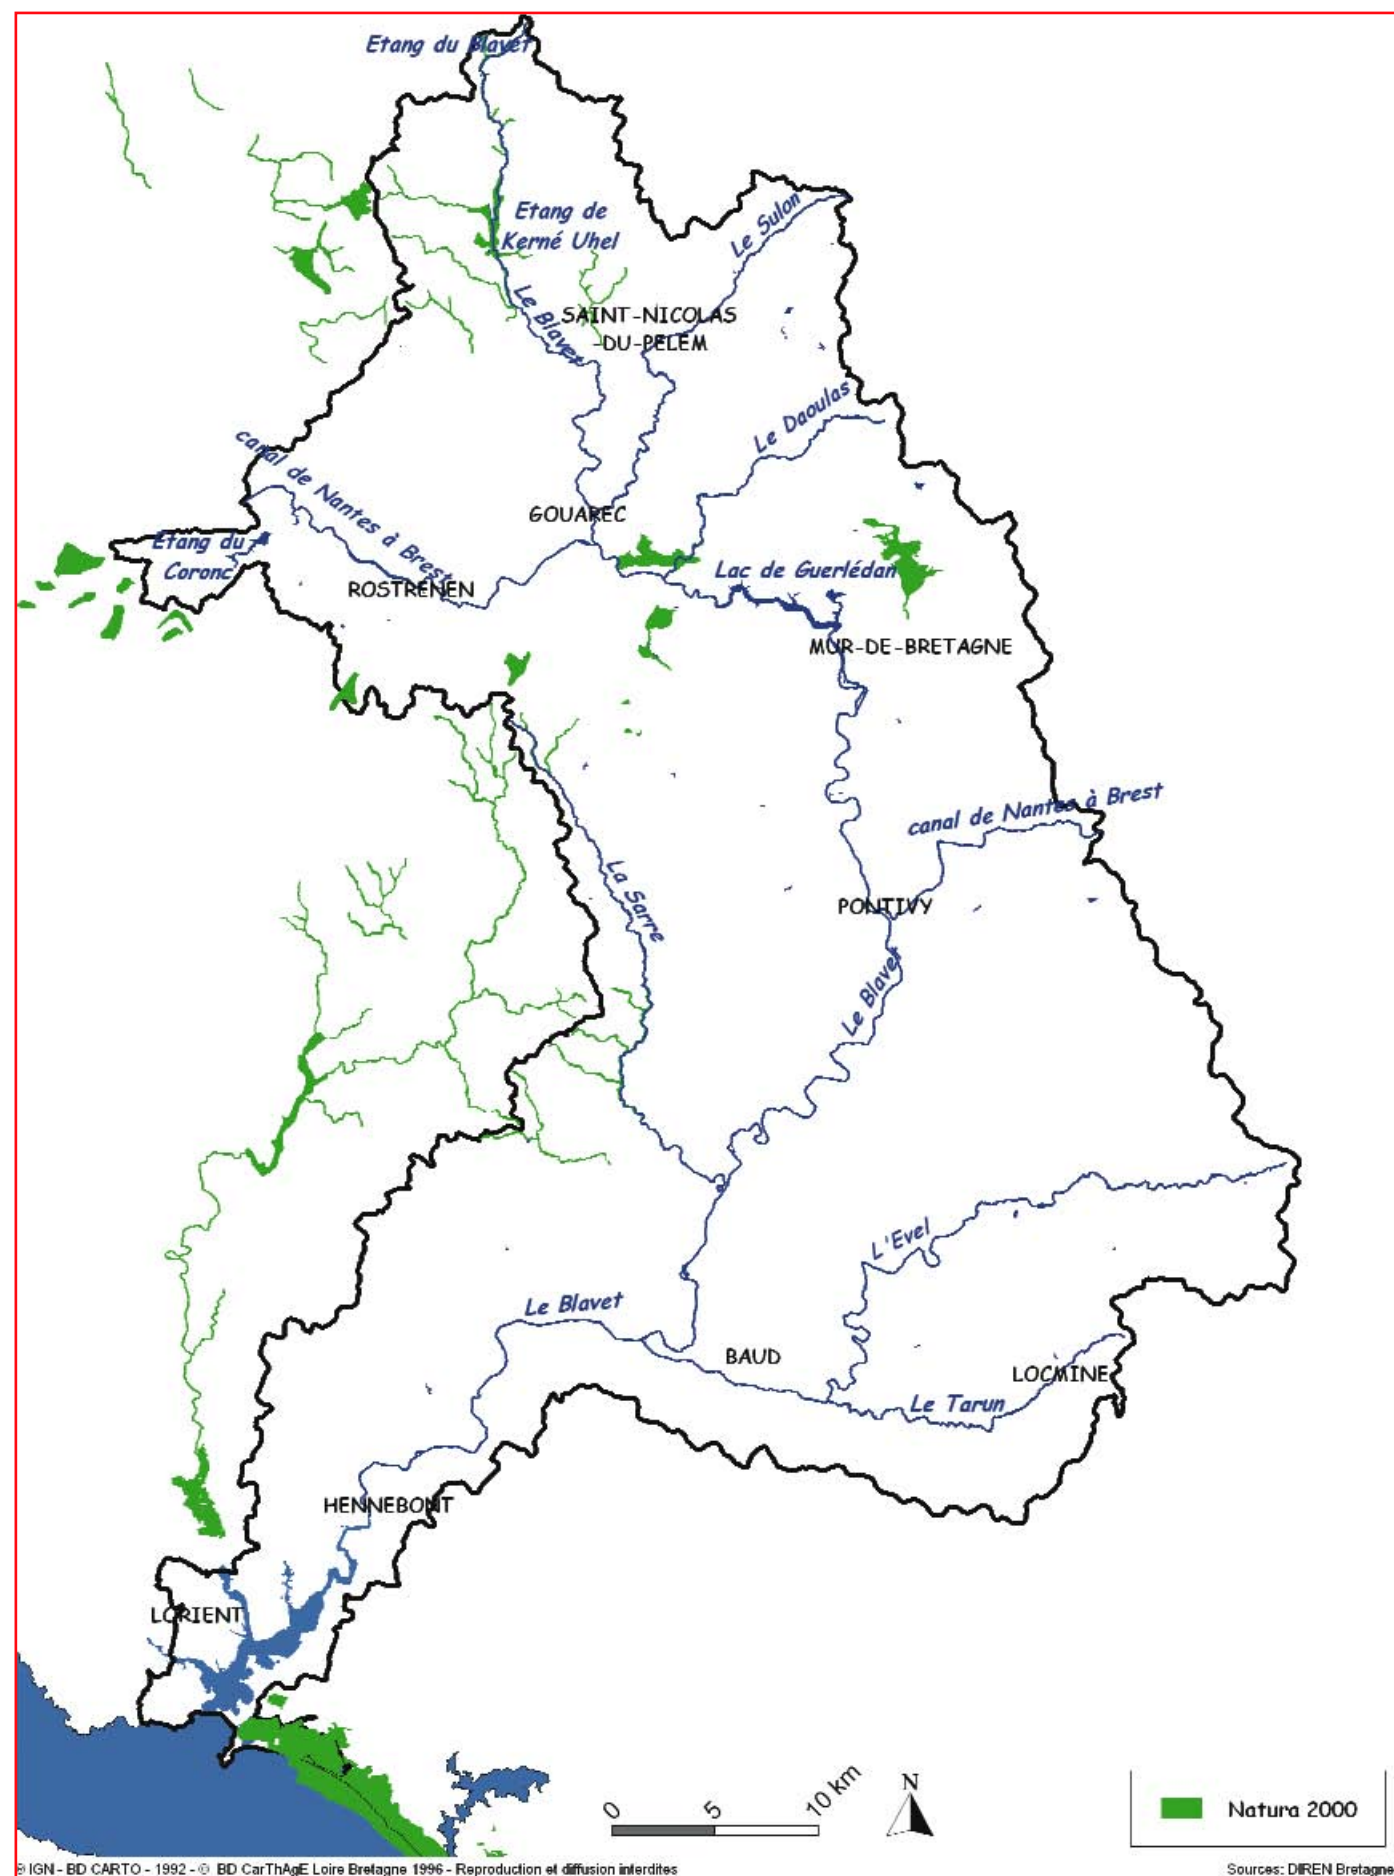 Etang du Blavet
Etang de
Kerné Uhel
Le Sulon
Le Blavet
SAINT-NICOLAS
-DU-PELEM
Le Daoulas
canal de Nantes à Brest
GOUAREC
Etang du
Coronc
ROSTRENEN
Lac de Guerlédan
MUR-DE-BRETAGNE
canal de Nantes à Brest
La Sarre
PONTIVY
Le Blavet
L'Evel
Le Blavet
BAUD
LOCMINE
Le Tarun
HENNEBONT
LORIENT
0 5 10 km
N
Natura 2000
© IGN - BD CARTO - 1992 - © BD CarThAgE Loire Bretagne 1996 - Reproduction et diffusion interdites
Sources: DIREN Bretagne